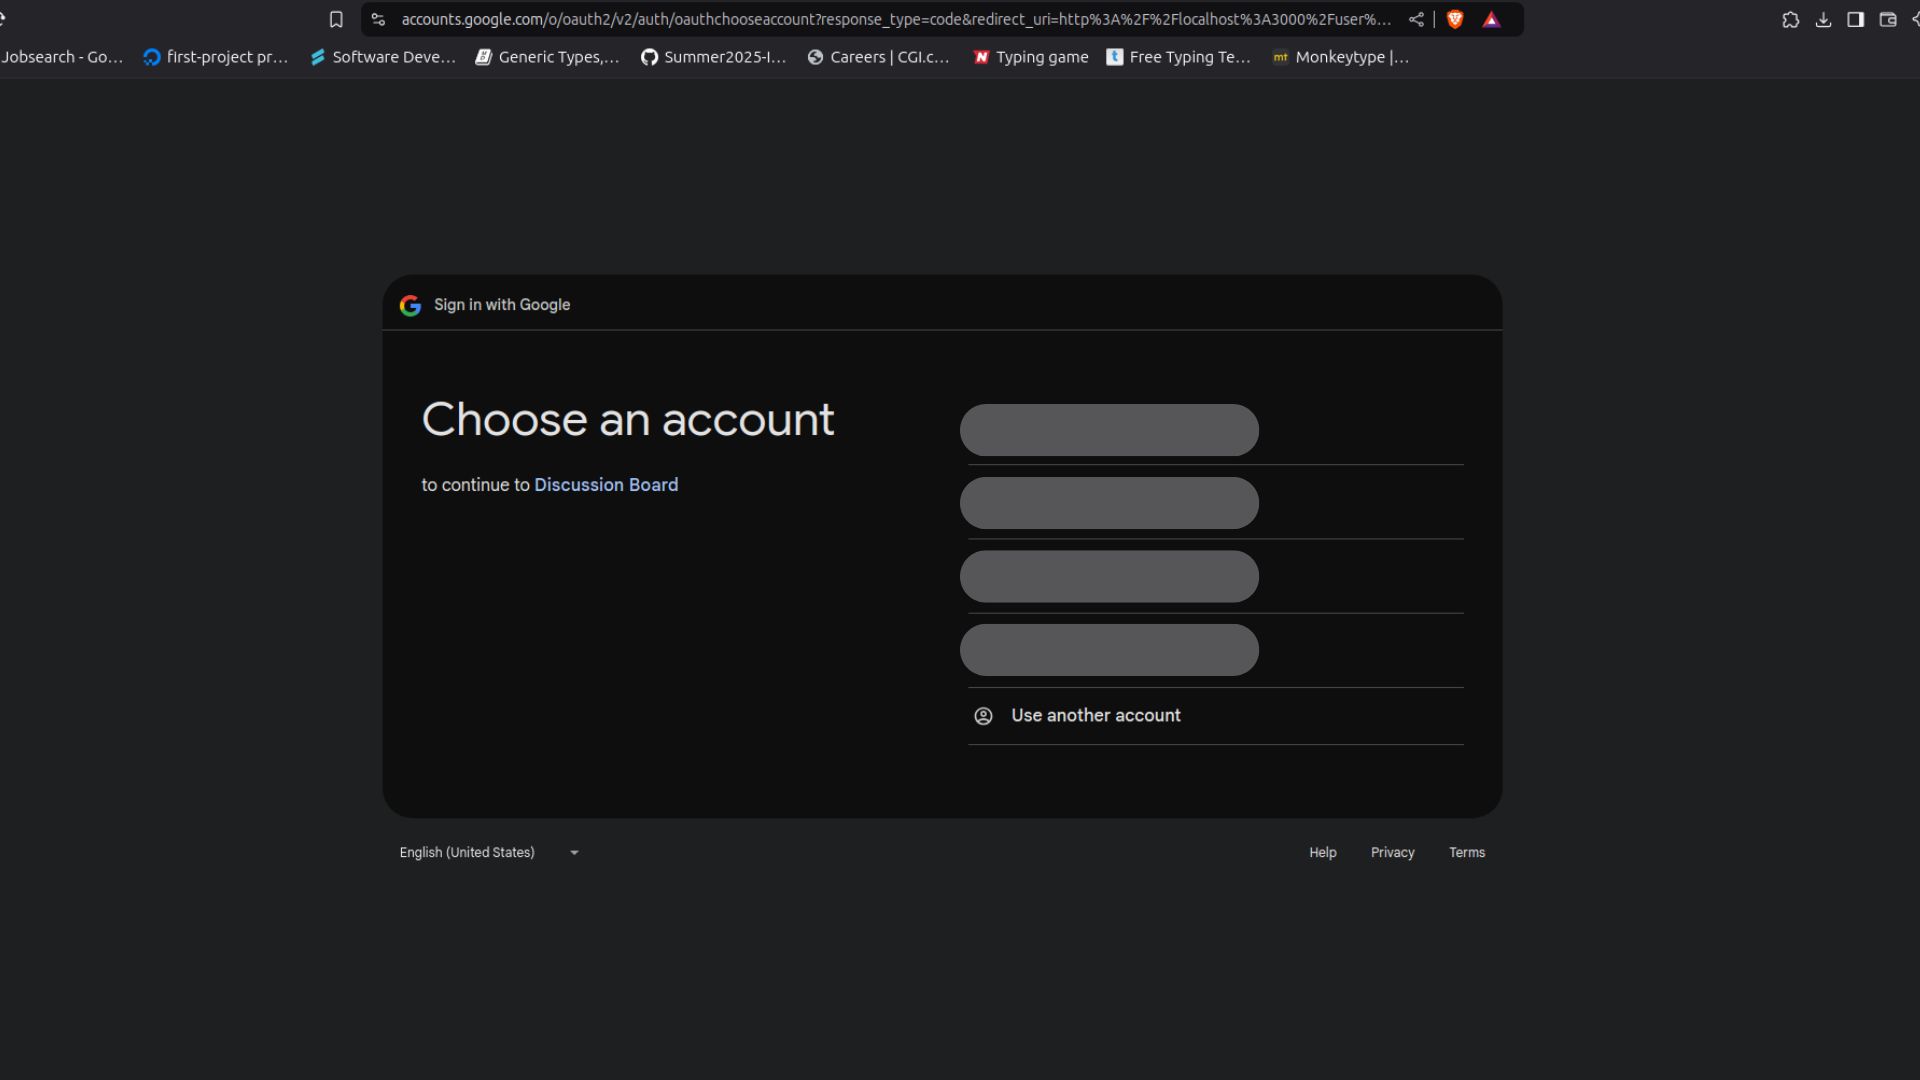 accounts.google.com/o/oauth2/v2/auth/oauthchooseaccount?response_type=code&redirect_uri=http%3A%2F%2Flocalhost%3A3000%2Fuser%...
Jobsearch - Go... first-project pr... Software Deve... Generic Types,... Summer2025-I... Careers | CGI.c... N Typing game t Free Typing Te... mt Monkeytype |...
Sign in with Google
Choose an account
to continue to Discussion Board
Use another account
English (United States)
Help Privacy Terms